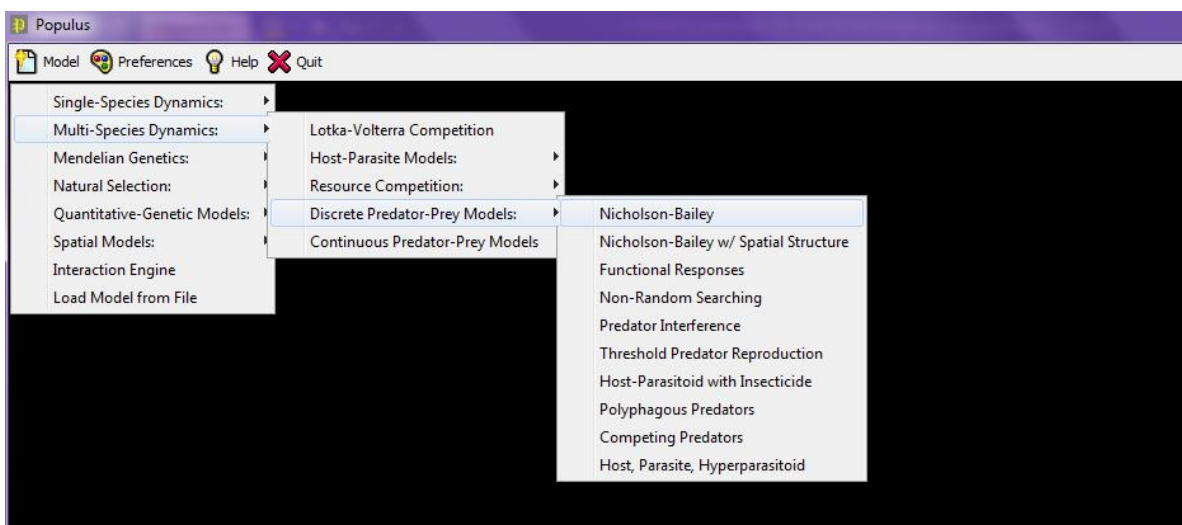 Populus
Model Preferences Help Quit
Single-Species Dynamics:
Multi-Species Dynamics:
Mendelian Genetics:
Natural Selection:
Quantitative-Genetic Models:
Spatial Models:
Interaction Engine
Load Model from File
Lotka-Volterra Competition
Host-Parasite Models:
Resource Competition:
Discrete Predator-Prey Models:
Continuous Predator-Prey Models
Nicholson-Bailey
Nicholson-Bailey w/ Spatial Structure
Functional Responses
Non-Random Searching
Predator Interference
Threshold Predator Reproduction
Host-Parasitoid with Insecticide
Polyphagous Predators
Competing Predators
Host, Parasite, Hyperparasitoid